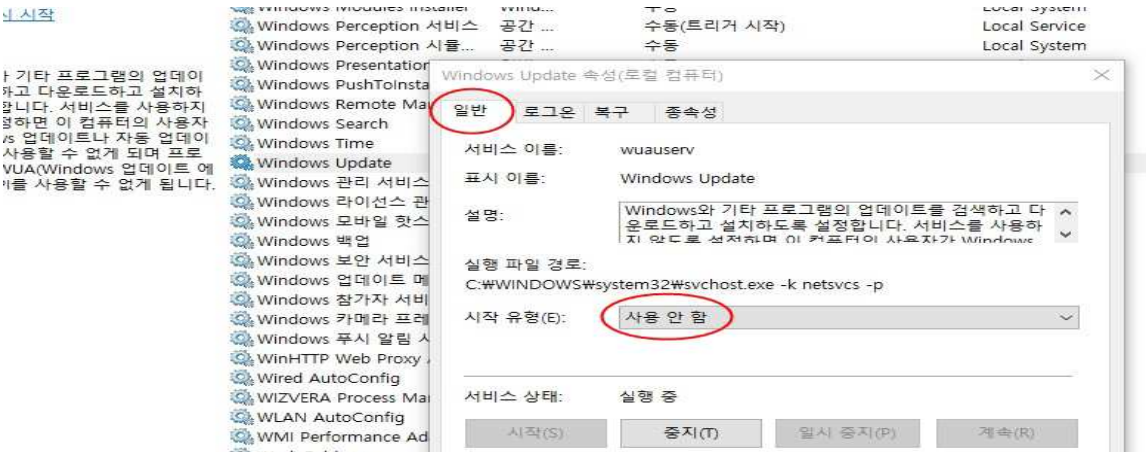 시 시작
기타 프로그램의 업데이
하고 다운로드하고 설치하
합니다. 서비스를 사용하지
정하면 이 컴퓨터의 사용자
업데이트나 자동 업데이
사용할 수 없게 되며 프로
WUA(Windows 업데이트 에
를 사용할 수 없게 됩니다.
Windows Modules Installer Wind... 수동 Local System
Windows Perception 서비스 공간 ... 수동(트리거 시작) Local Service
Windows Perception 시뮬... 공간 ... 수동 Local System
Windows Presentation
Windows PushToInsta
Windows Remote Ma
Windows Search
Windows Time
Windows Update
Windows 관리 서비스
Windows 라이선스 관
Windows 모바일 핫스
Windows 백업
Windows 보안 서비스
Windows 업데이트 메
Windows 참가자 서비
Windows 카메라 프레
Windows 푸시 알림 시
WinHTTP Web Proxy
Wired AutoConfig
WIZVERA Process Ma
WLAN AutoConfig
WMI Performance Ad
Windows Update 속성(로컬 컴퓨터)
일반 로그온 복구 종속성
서비스 이름: wuauserv
표시 이름: Windows Update
설명: Windows와 기타 프로그램의 업데이트를 검색하고 다
운로드하고 설치하도록 설정합니다. 서비스를 사용하
지 않도록 설정하면 이 컴퓨터의 사용자가 Windows
실행 파일 경로:
C:₩WINDOWS₩system32₩svchost.exe -k netsvcs -p
시작 유형(E): 사용 안 함
서비스 상태: 실행 중
시작(S) 중지(T) 일시 중지(P) 계속(R)